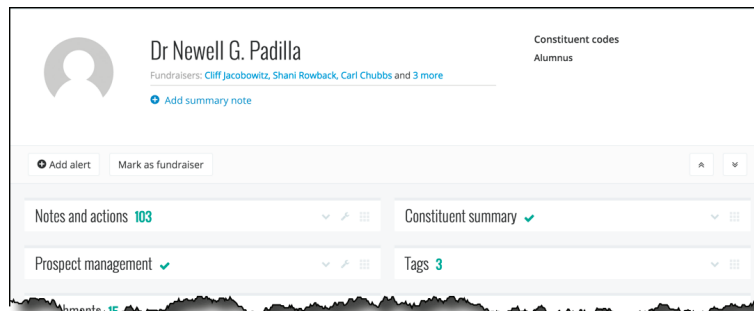 Dr Newell G. Padilla
Fundraisers: Cliff Jacobowitz, Shani Rowback, Carl Chubbs and 3 more
Add summary note
Constituent codes
Alumnus
Add alert
Mark as fundraiser
Notes and actions 103
Constituent summary
Prospect management
Tags 3
15